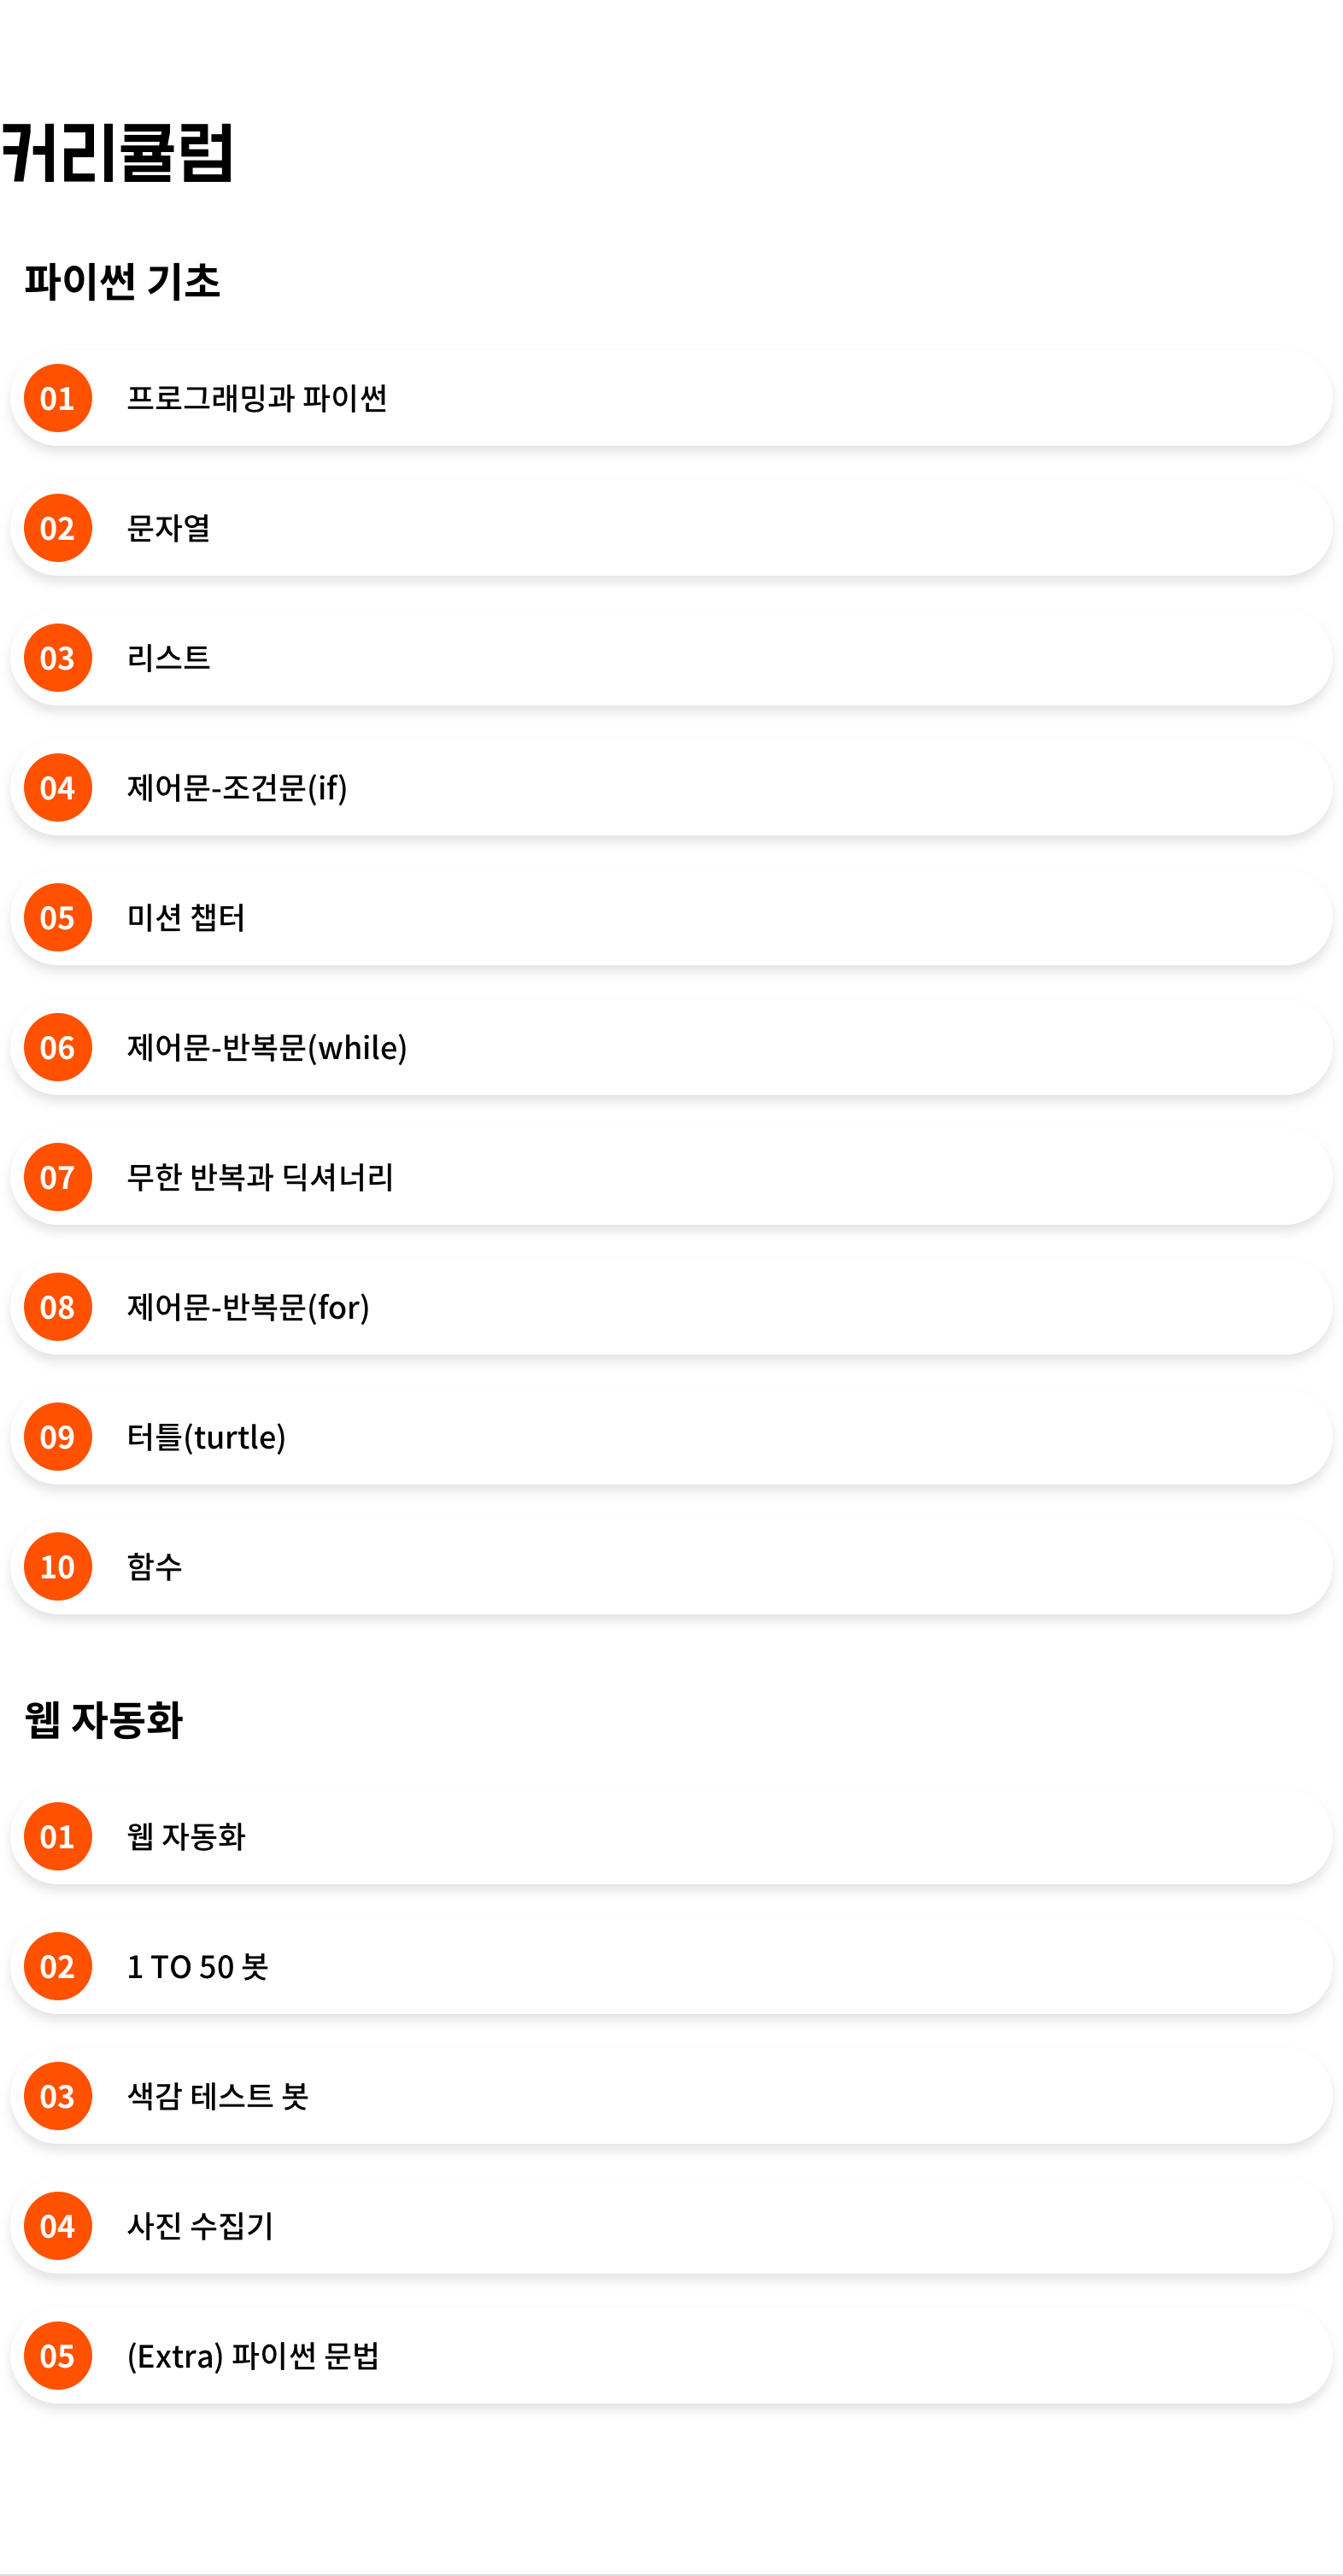 커리큘럼
파이썬 기초
01 프로그래밍과 파이썬
02 문자열
03 리스트
04 제어문-조건문(if)
05 미션 챕터
06 제어문-반복문(while)
07 무한 반복과 딕셔너리
08 제어문-반복문(for)
09 터틀(turtle)
10 함수
웹 자동화
01 웹 자동화
02 1 TO 50 봇
03 색감 테스트 봇
04 사진 수집기
05 (Extra) 파이썬 문법